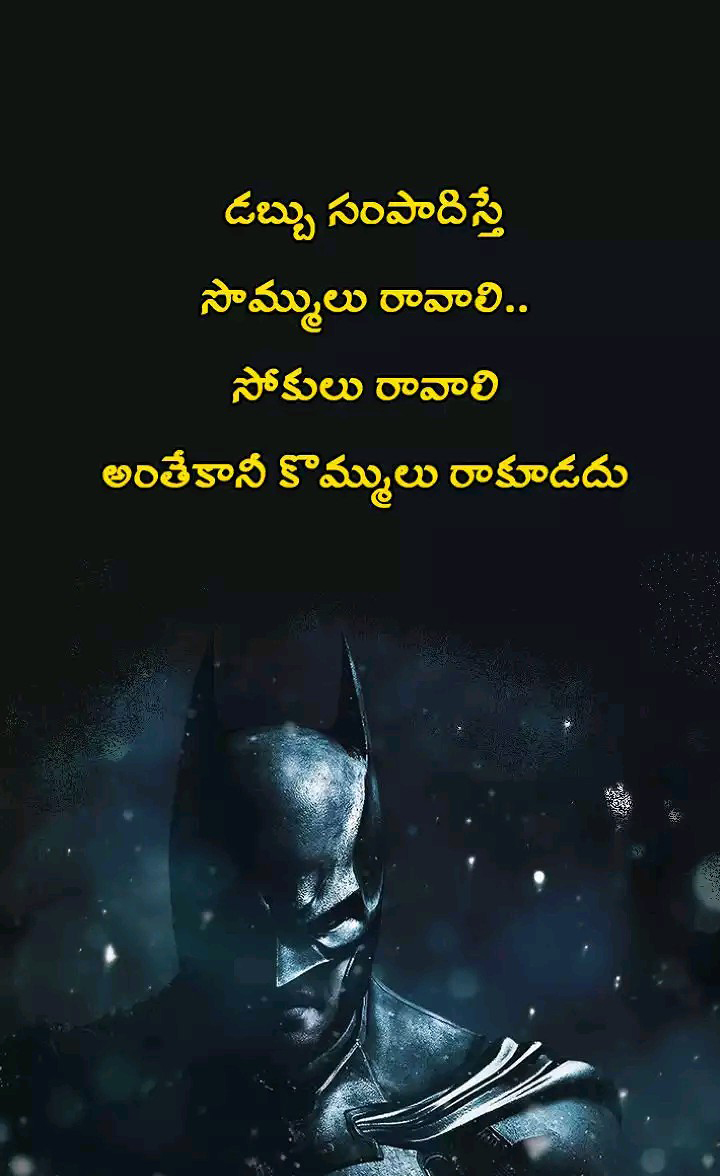 డబ్బు సంపాదిస్తే
సొమ్ములు రావాలి..
సోకులు రావాలి
అంతేకానీ కొమ్ములు రాకూడదు